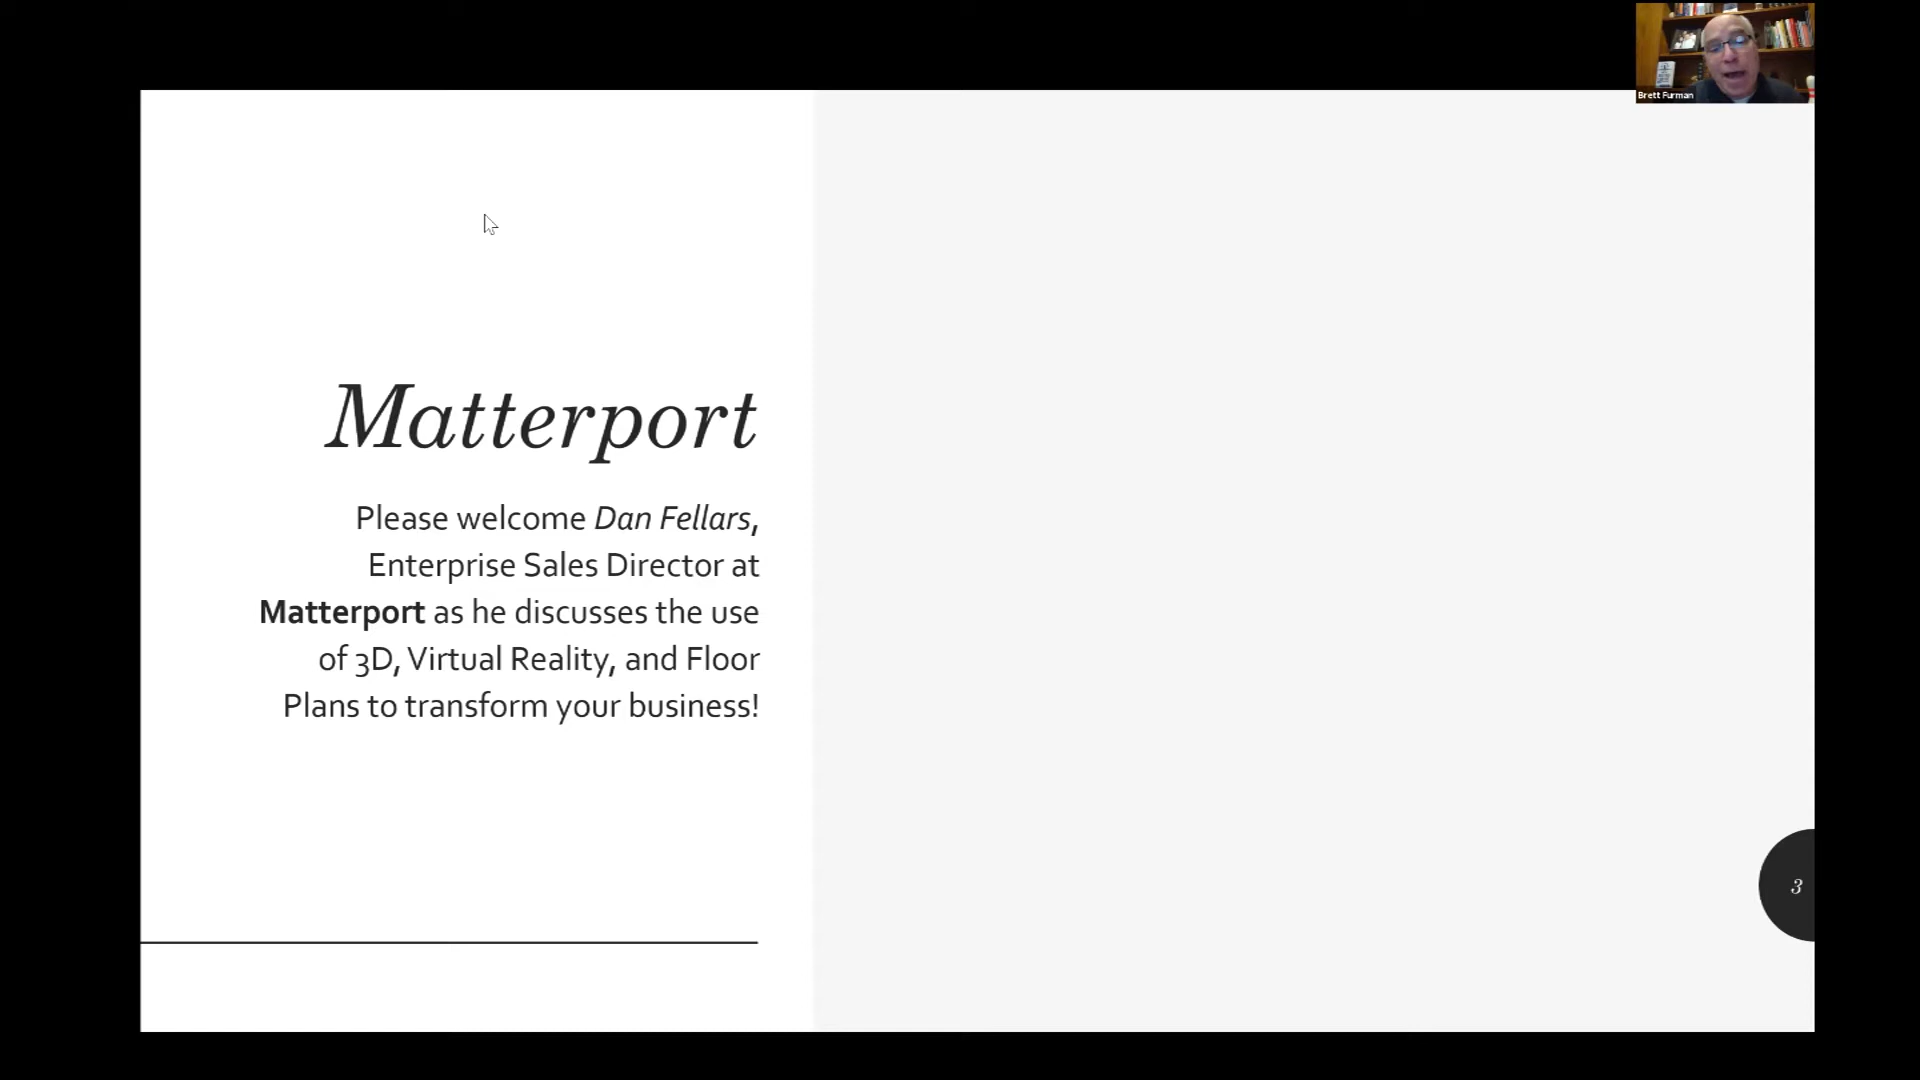 Brett Furman
Matterport
Please welcome Dan Fellars,
Enterprise Sales Director at
Matterport as he discusses the use
of 3D, Virtual Reality, and Floor
Plans to transform your business!
3